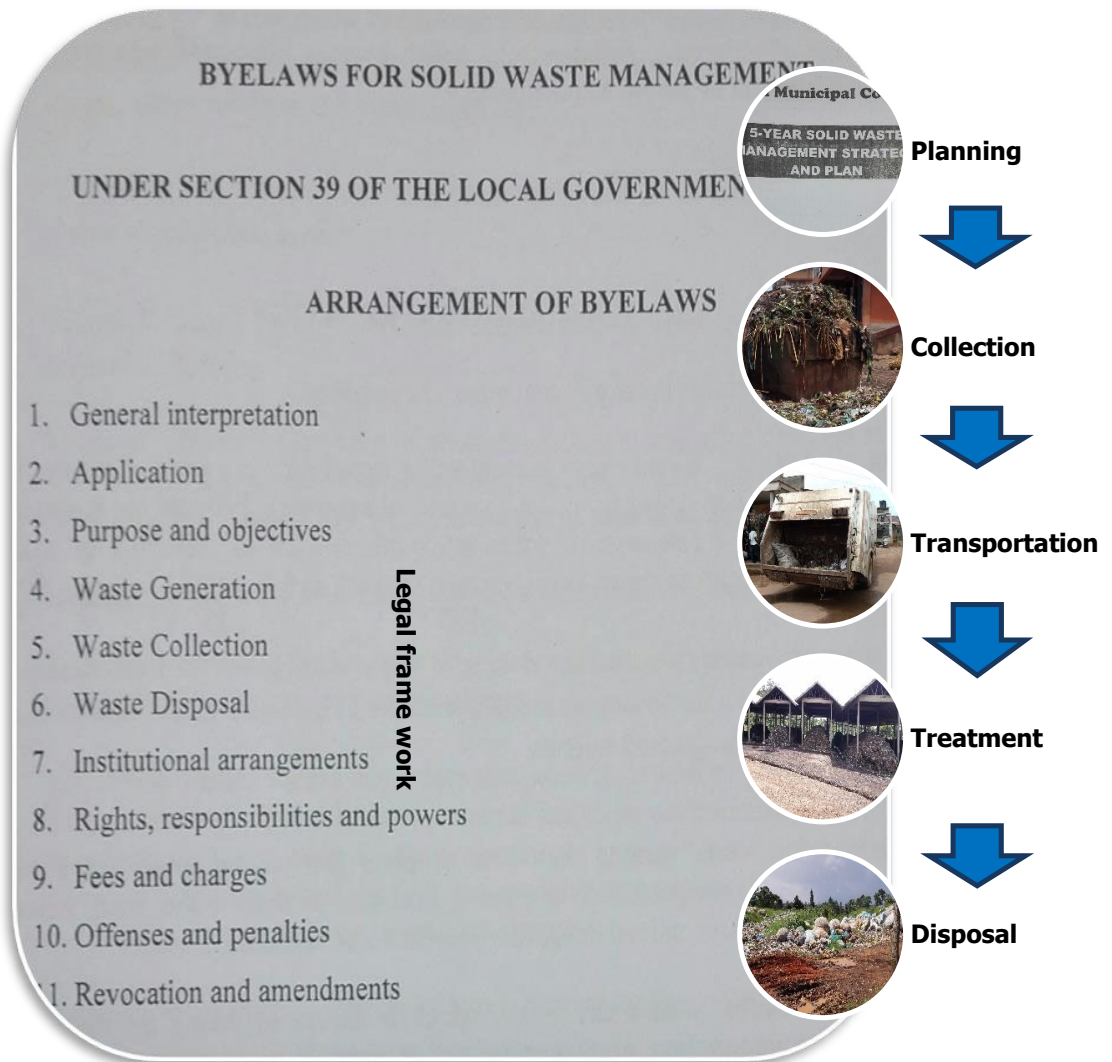 BYELAWS FOR SOLID WASTE MANAGEMENT
UNDER SECTION 39 OF THE LOCAL GOVERNMEN
ARRANGEMENT OF BYELAWS
1. General interpretation
2. Application
3. Purpose and objectives
4. Waste Generation
5. Waste Collection
6. Waste Disposal
7. Institutional arrangements
8. Rights, responsibilities and powers
9. Fees and charges
10. Offenses and penalties
11. Revocation and amendments
Legal frame work
Municipal Co
5-YEAR SOLID WASTE
MANAGEMENT STRATEG
AND PLAN
Planning
Collection
Transportation
Treatment
Disposal